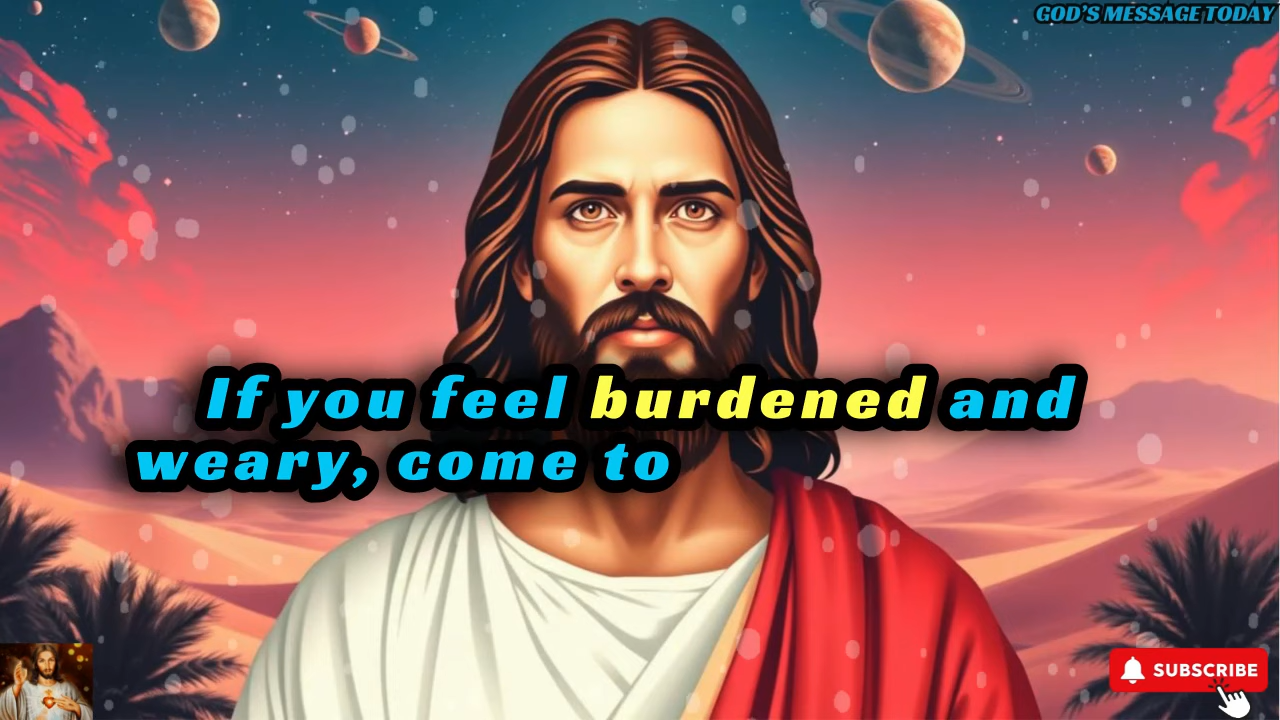 GOD'S MESSAGE TODAY
If you feel burdened and
weary, come to
SUBSCRIBE